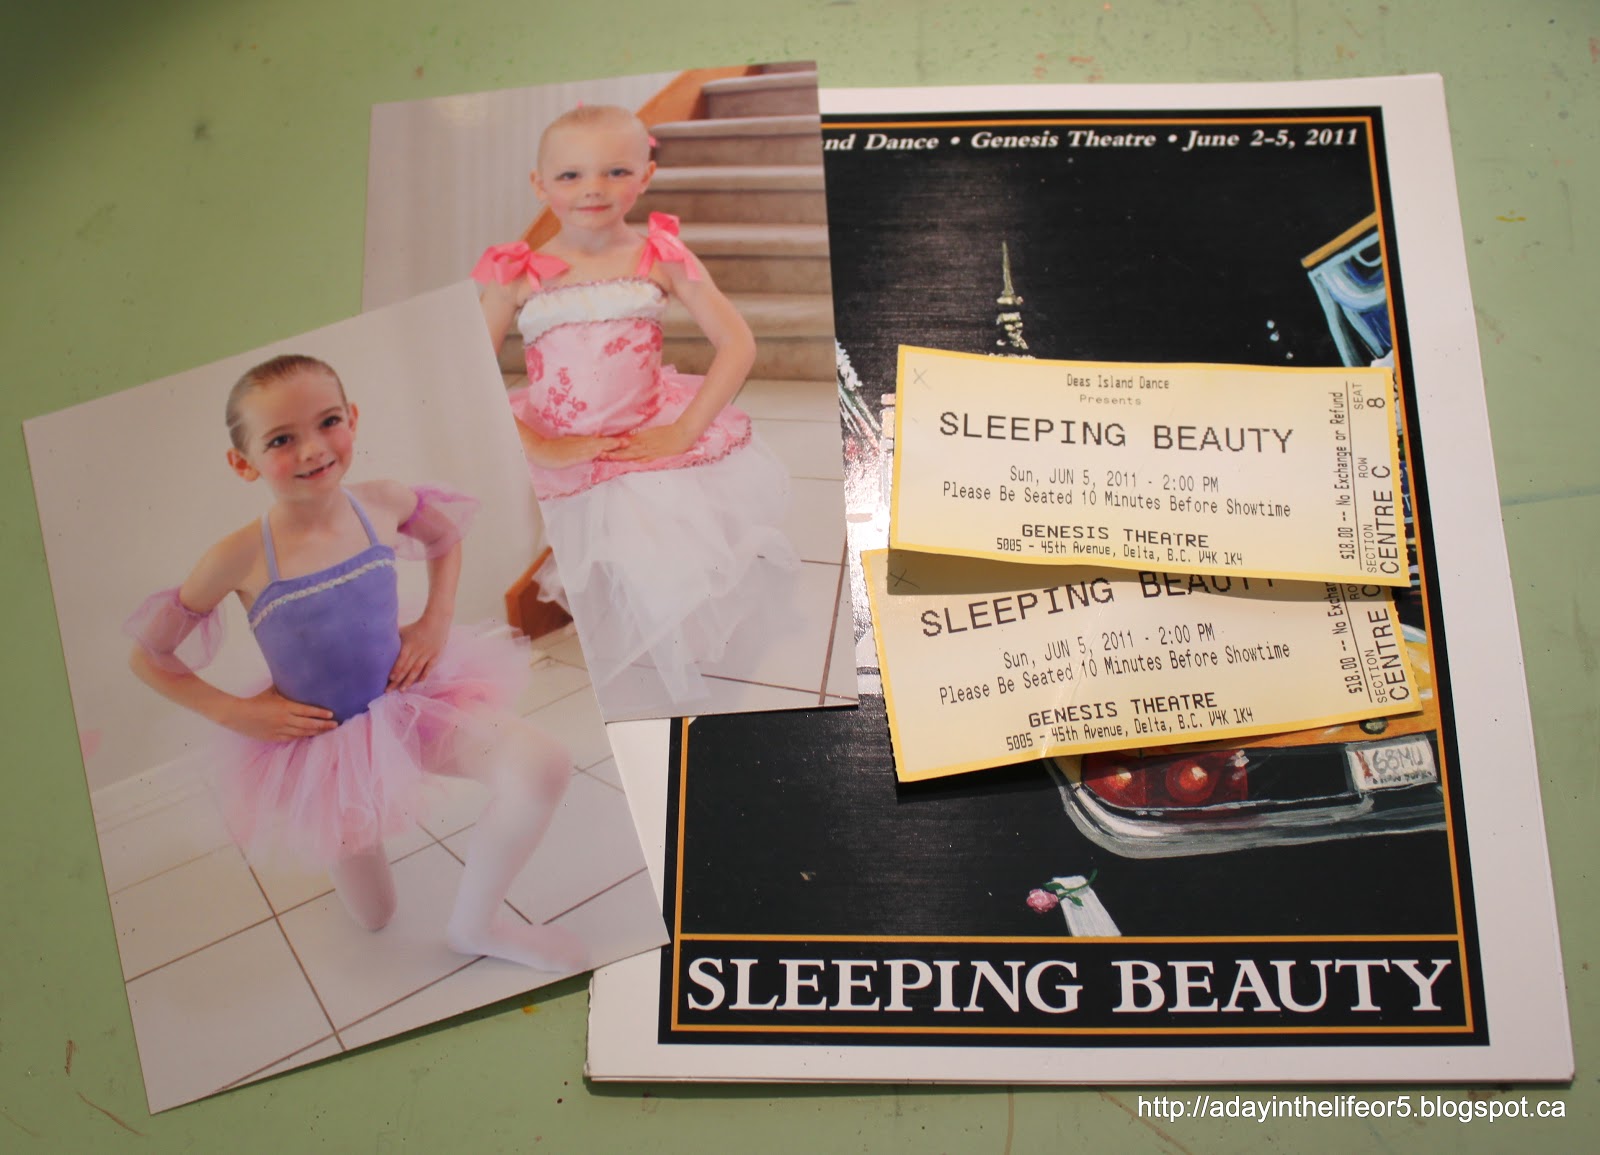 nd Dance • Genesis Theatre • June 2-5, 2011
Deas Island Dance
Presents
SLEEPING BEAUTY
Sun, JUN 5, 2011 - 2:00 PM
Please Be Seated 10 Minutes Before Showtime
GENESIS THEATRE
5005 - 45th Avenue, Delta, B.C. V4K 1K4
$18.00 -- No Exchange or Refund
SECTION ROW SEAT
CENTRE C 8
SLEEPING BEAUTY
Sun, JUN 5, 2011 - 2:00 PM
Please Be Seated 10 Minutes Before Showtime
GENESIS THEATRE
5005 - 45th Avenue, Delta, B.C. V4K 1K4
$18.00 -- No Exchan
SECTION RO
CENTRE C
68MU
SLEEPING BEAUTY
http://adayinthelifeor5.blogspot.ca